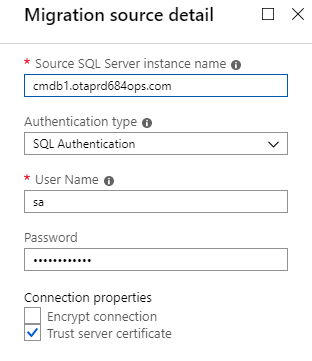 Migration source detail
* Source SQL Server instance name
cmdb1.otaprd684ops.com
Authentication type
SQL Authentication
* User Name
sa
Password
••••••••••••
Connection properties
Encrypt connection
Trust server certificate